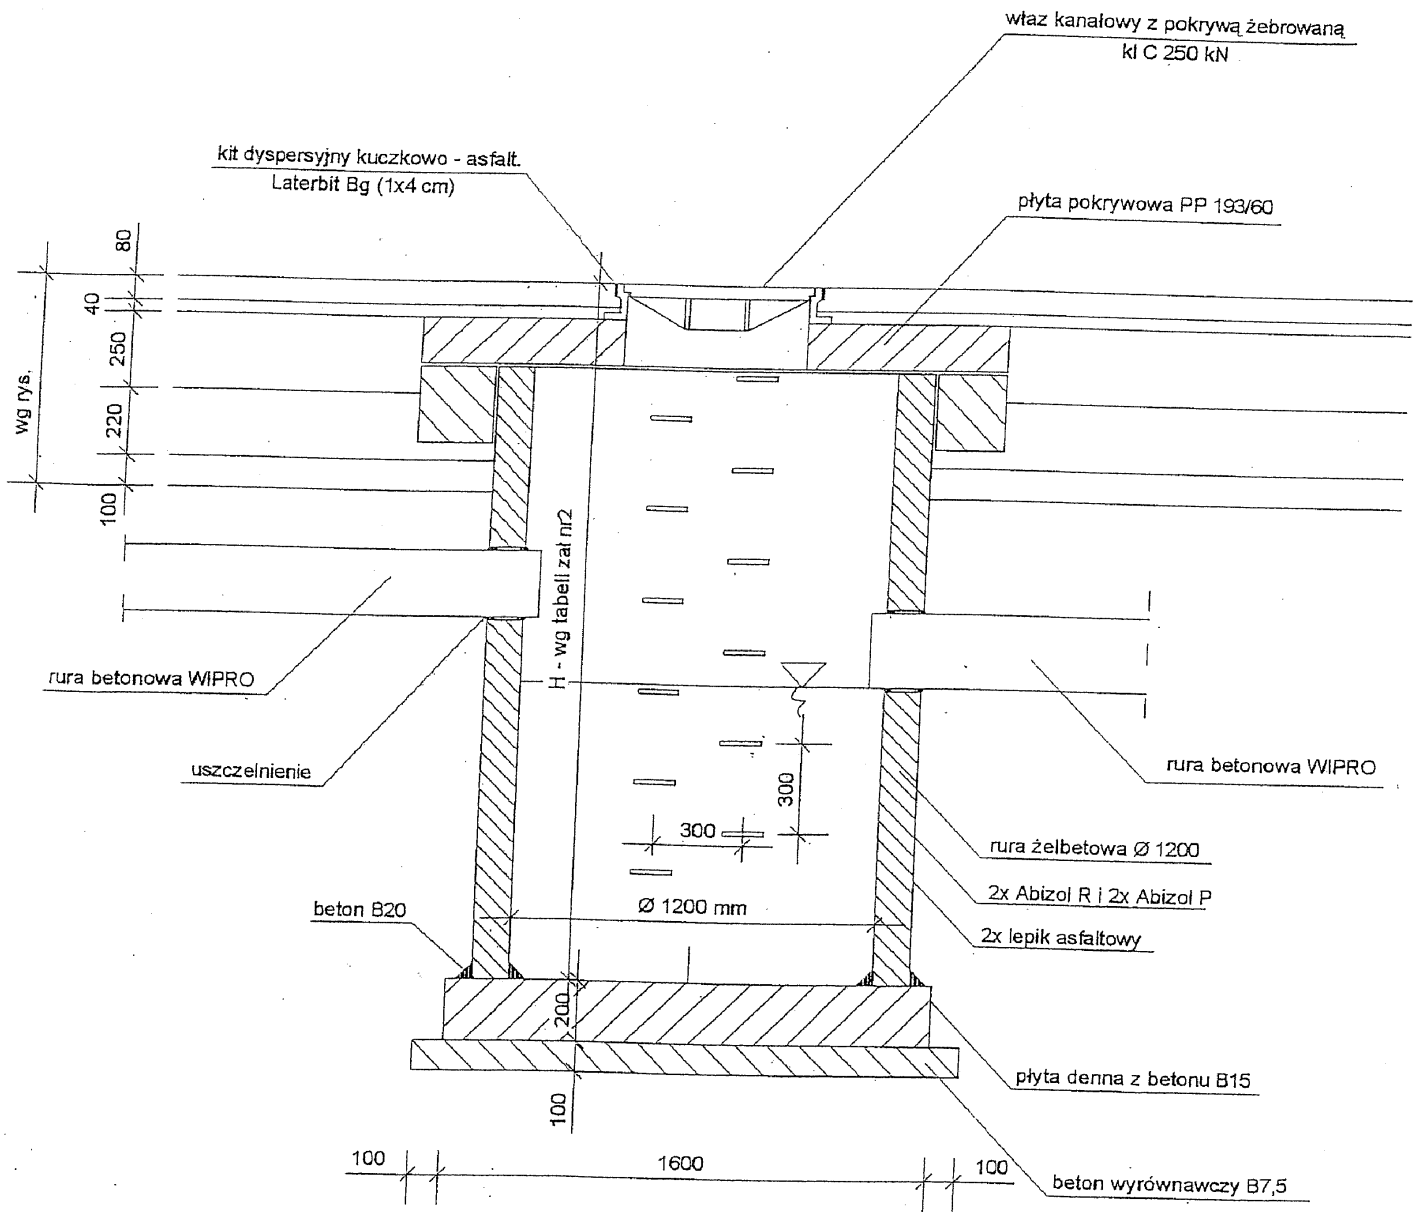 właz kanałowy z pokrywą żebrowaną
kl C 250 kN
kit dyspersyjny kuczkowo - asfalt.
Laterbit Bg (1x4 cm)
płyta pokrywowa PP 193/60
80
40
250
wg rys.
220
100
H - wg tabeli zał nr2
rura betonowa WIPRO
uszczelnienie
rura betonowa WIPRO
300
300
rura żelbetowa Ø 1200
2x Abizol R i 2x Abizol P
beton B20
Ø 1200 mm
2x lepik asfaltowy
200
płyta denna z betonu B15
100
100
1600
100
beton wyrównawczy B7,5